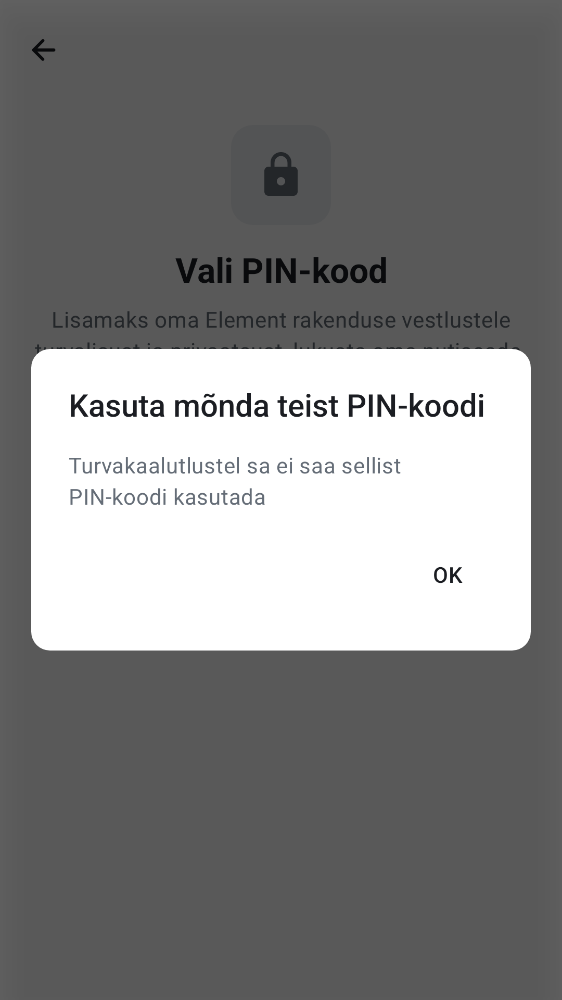 Vali PIN-kood
Lisamaks oma Element rakenduse vestlustele
Kasuta mõnda teist PIN-koodi
Turvakaalutlustel sa ei saa sellist
PIN-koodi kasutada
OK